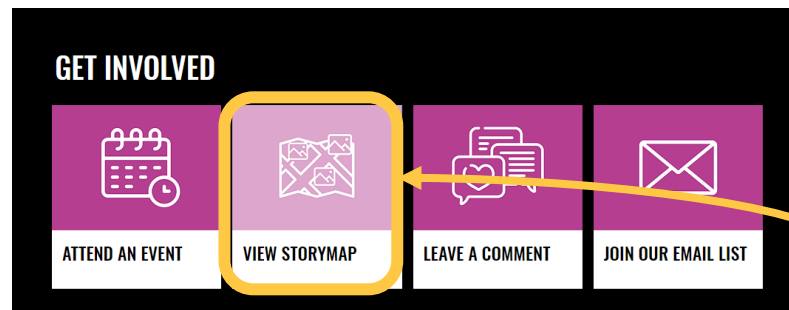 GET INVOLVED
ATTEND AN EVENT
VIEW STORYMAP
LEAVE A COMMENT
JOIN OUR EMAIL LIST